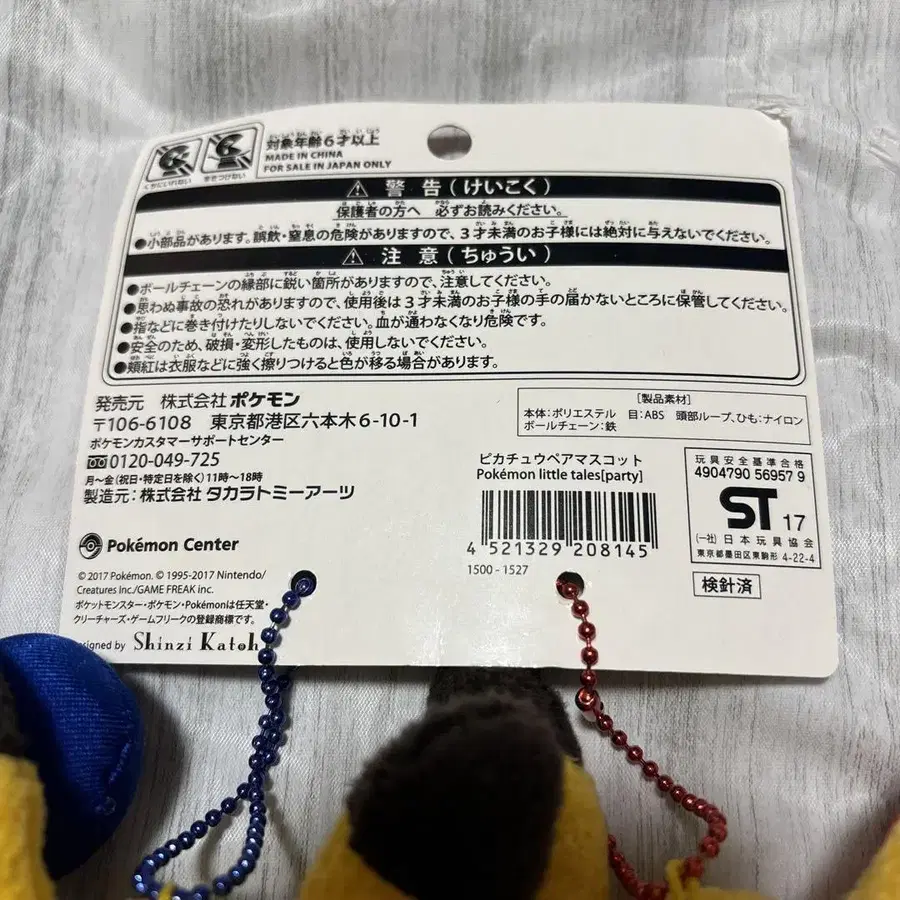 くちにいれない
まきつけない
対象年齢6才以上
MADE IN CHINA
FOR SALE IN JAPAN ONLY
警 告(けいこく)
保護者の方へ 必ずお読みください。
●小部品があります。誤飲・窒息の危険がありますので、3才未満のお子様には絶対に与えないでください。
注 意(ちゅうい)
●ボールチェーンの縁部に鋭い箇所がありますので、注意してください。
●思わぬ事故の恐れがありますので、使用後は3才未満のお子様の手の届かないところに保管してください。
●指などに巻き付けたりしないでください。血が通わなくなり危険です。
●安全のため、破損・変形したものは、使用しないでください。
●頬紅は衣服などに強く擦りつけると色が移る場合があります。
発売元 株式会社 ポケモン
〒106-6108 東京都港区六本木6-10-1
ポケモンカスタマーサポートセンター
0120-049-725
月~金(祝日・特定日を除く)11時~18時
製造元:株式会社 タカラトミーアーツ
[製品素材]
本体:ポリエステル 目:ABS 頭部ループ、ひも:ナイロン
ボールチェーン:鉄
ピカチュウペアマスコット
Pokémon little tales[party]
4 521329 208145
1500 - 1527
玩具安全基準合格
4904790 56957 9
ST 17
(一社)日本玩具協会
東京都墨田区東駒形 4-22-4
検針済
Pokémon Center
© 2017 Pokémon. © 1995-2017 Nintendo/
Creatures Inc./GAME FREAK inc.
ポケットモンスター・ポケモン・Pokémonは任天堂・
クリーチャーズ・ゲームフリークの登録商標です。
signed by Shinzi Katoh